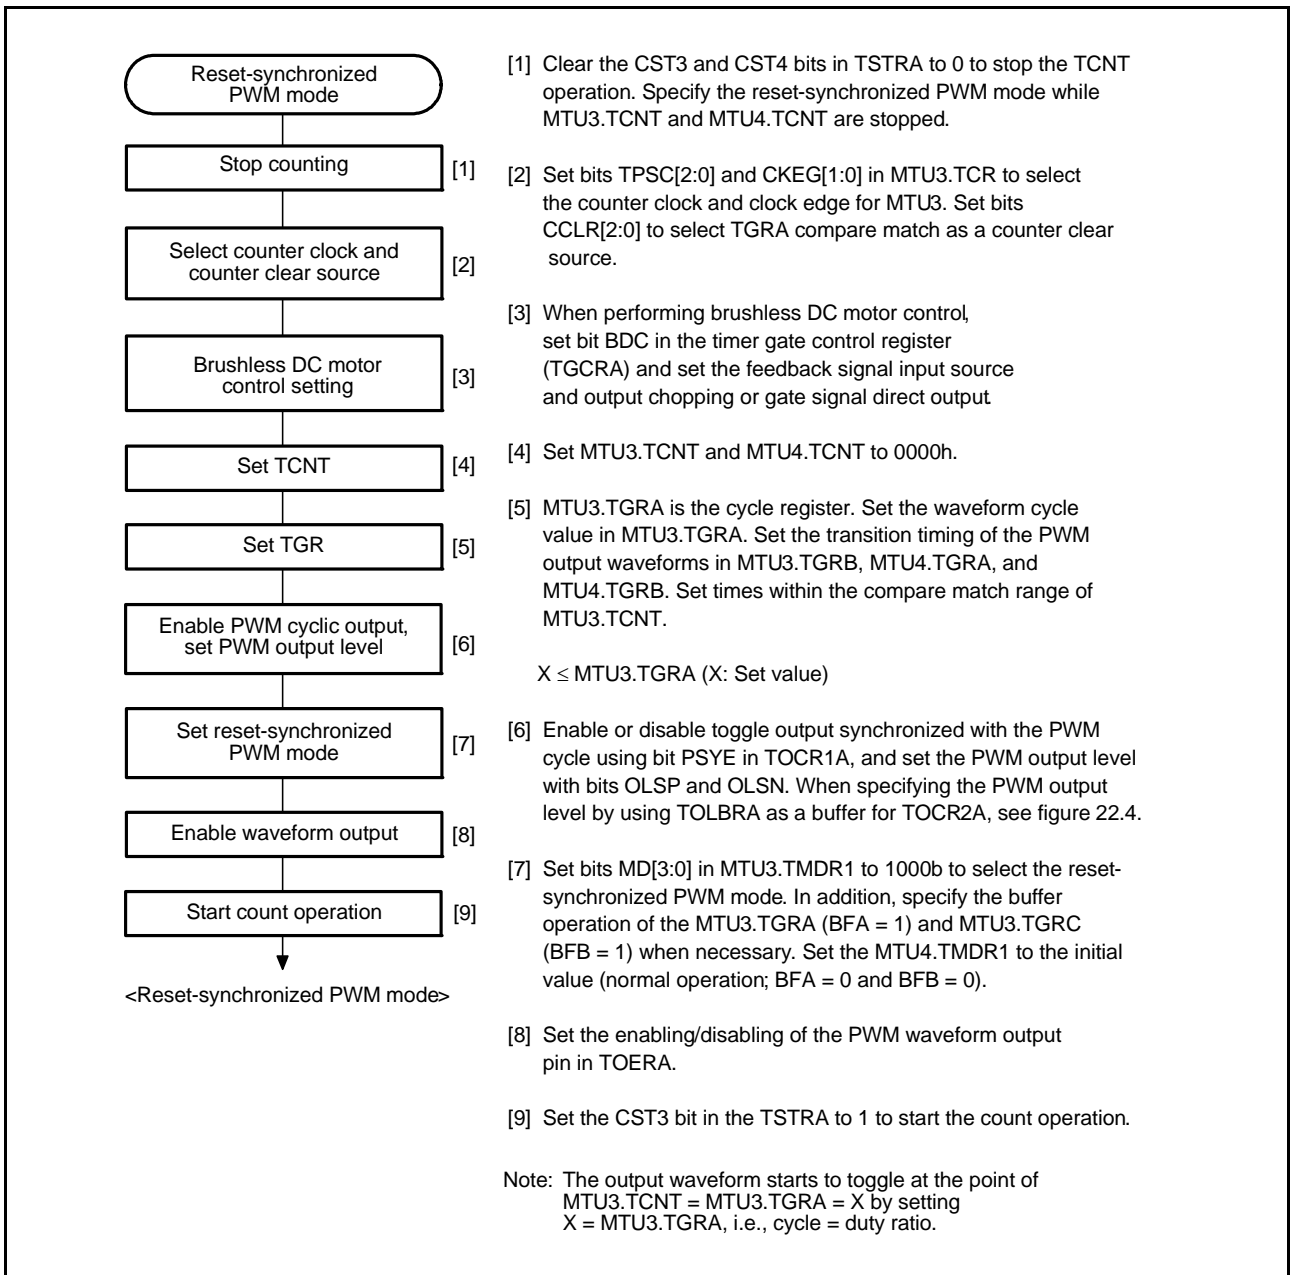 Reset-synchronized
PWM mode
Stop counting
[1]
Select counter clock and
counter clear source
[2]
Brushless DC motor
control setting
[3]
Set TCNT
[4]
Set TGR
[5]
Enable PWM cyclic output,
set PWM output level
[6]
Set reset-synchronized
PWM mode
[7]
Enable waveform output
[8]
Start count operation
[9]
<Reset-synchronized PWM mode>
[1] Clear the CST3 and CST4 bits in TSTRA to 0 to stop the TCNT
operation. Specify the reset-synchronized PWM mode while
MTU3.TCNT and MTU4.TCNT are stopped.
[2] Set bits TPSC[2:0] and CKEG[1:0] in MTU3.TCR to select
the counter clock and clock edge for MTU3. Set bits
CCLR[2:0] to select TGRA compare match as a counter clear
source.
[3] When performing brushless DC motor control,
set bit BDC in the timer gate control register
(TGCRA) and set the feedback signal input source
and output chopping or gate signal direct output.
[4] Set MTU3.TCNT and MTU4.TCNT to 0000h.
[5] MTU3.TGRA is the cycle register. Set the waveform cycle
value in MTU3.TGRA. Set the transition timing of the PWM
output waveforms in MTU3.TGRB, MTU4.TGRA, and
MTU4.TGRB. Set times within the compare match range of
MTU3.TCNT.
X ≤ MTU3.TGRA (X: Set value)
[6] Enable or disable toggle output synchronized with the PWM
cycle using bit PSYE in TOCR1A, and set the PWM output level
with bits OLSP and OLSN. When specifying the PWM output
level by using TOLBRA as a buffer for TOCR2A, see figure 22.4.
[7] Set bits MD[3:0] in MTU3.TMDR1 to 1000b to select the reset-
synchronized PWM mode. In addition, specify the buffer
operation of the MTU3.TGRA (BFA = 1) and MTU3.TGRC
(BFB = 1) when necessary. Set the MTU4.TMDR1 to the initial
value (normal operation; BFA = 0 and BFB = 0).
[8] Set the enabling/disabling of the PWM waveform output
pin in TOERA.
[9] Set the CST3 bit in the TSTRA to 1 to start the count operation.
Note: The output waveform starts to toggle at the point of
MTU3.TCNT = MTU3.TGRA = X by setting
X = MTU3.TGRA, i.e., cycle = duty ratio.